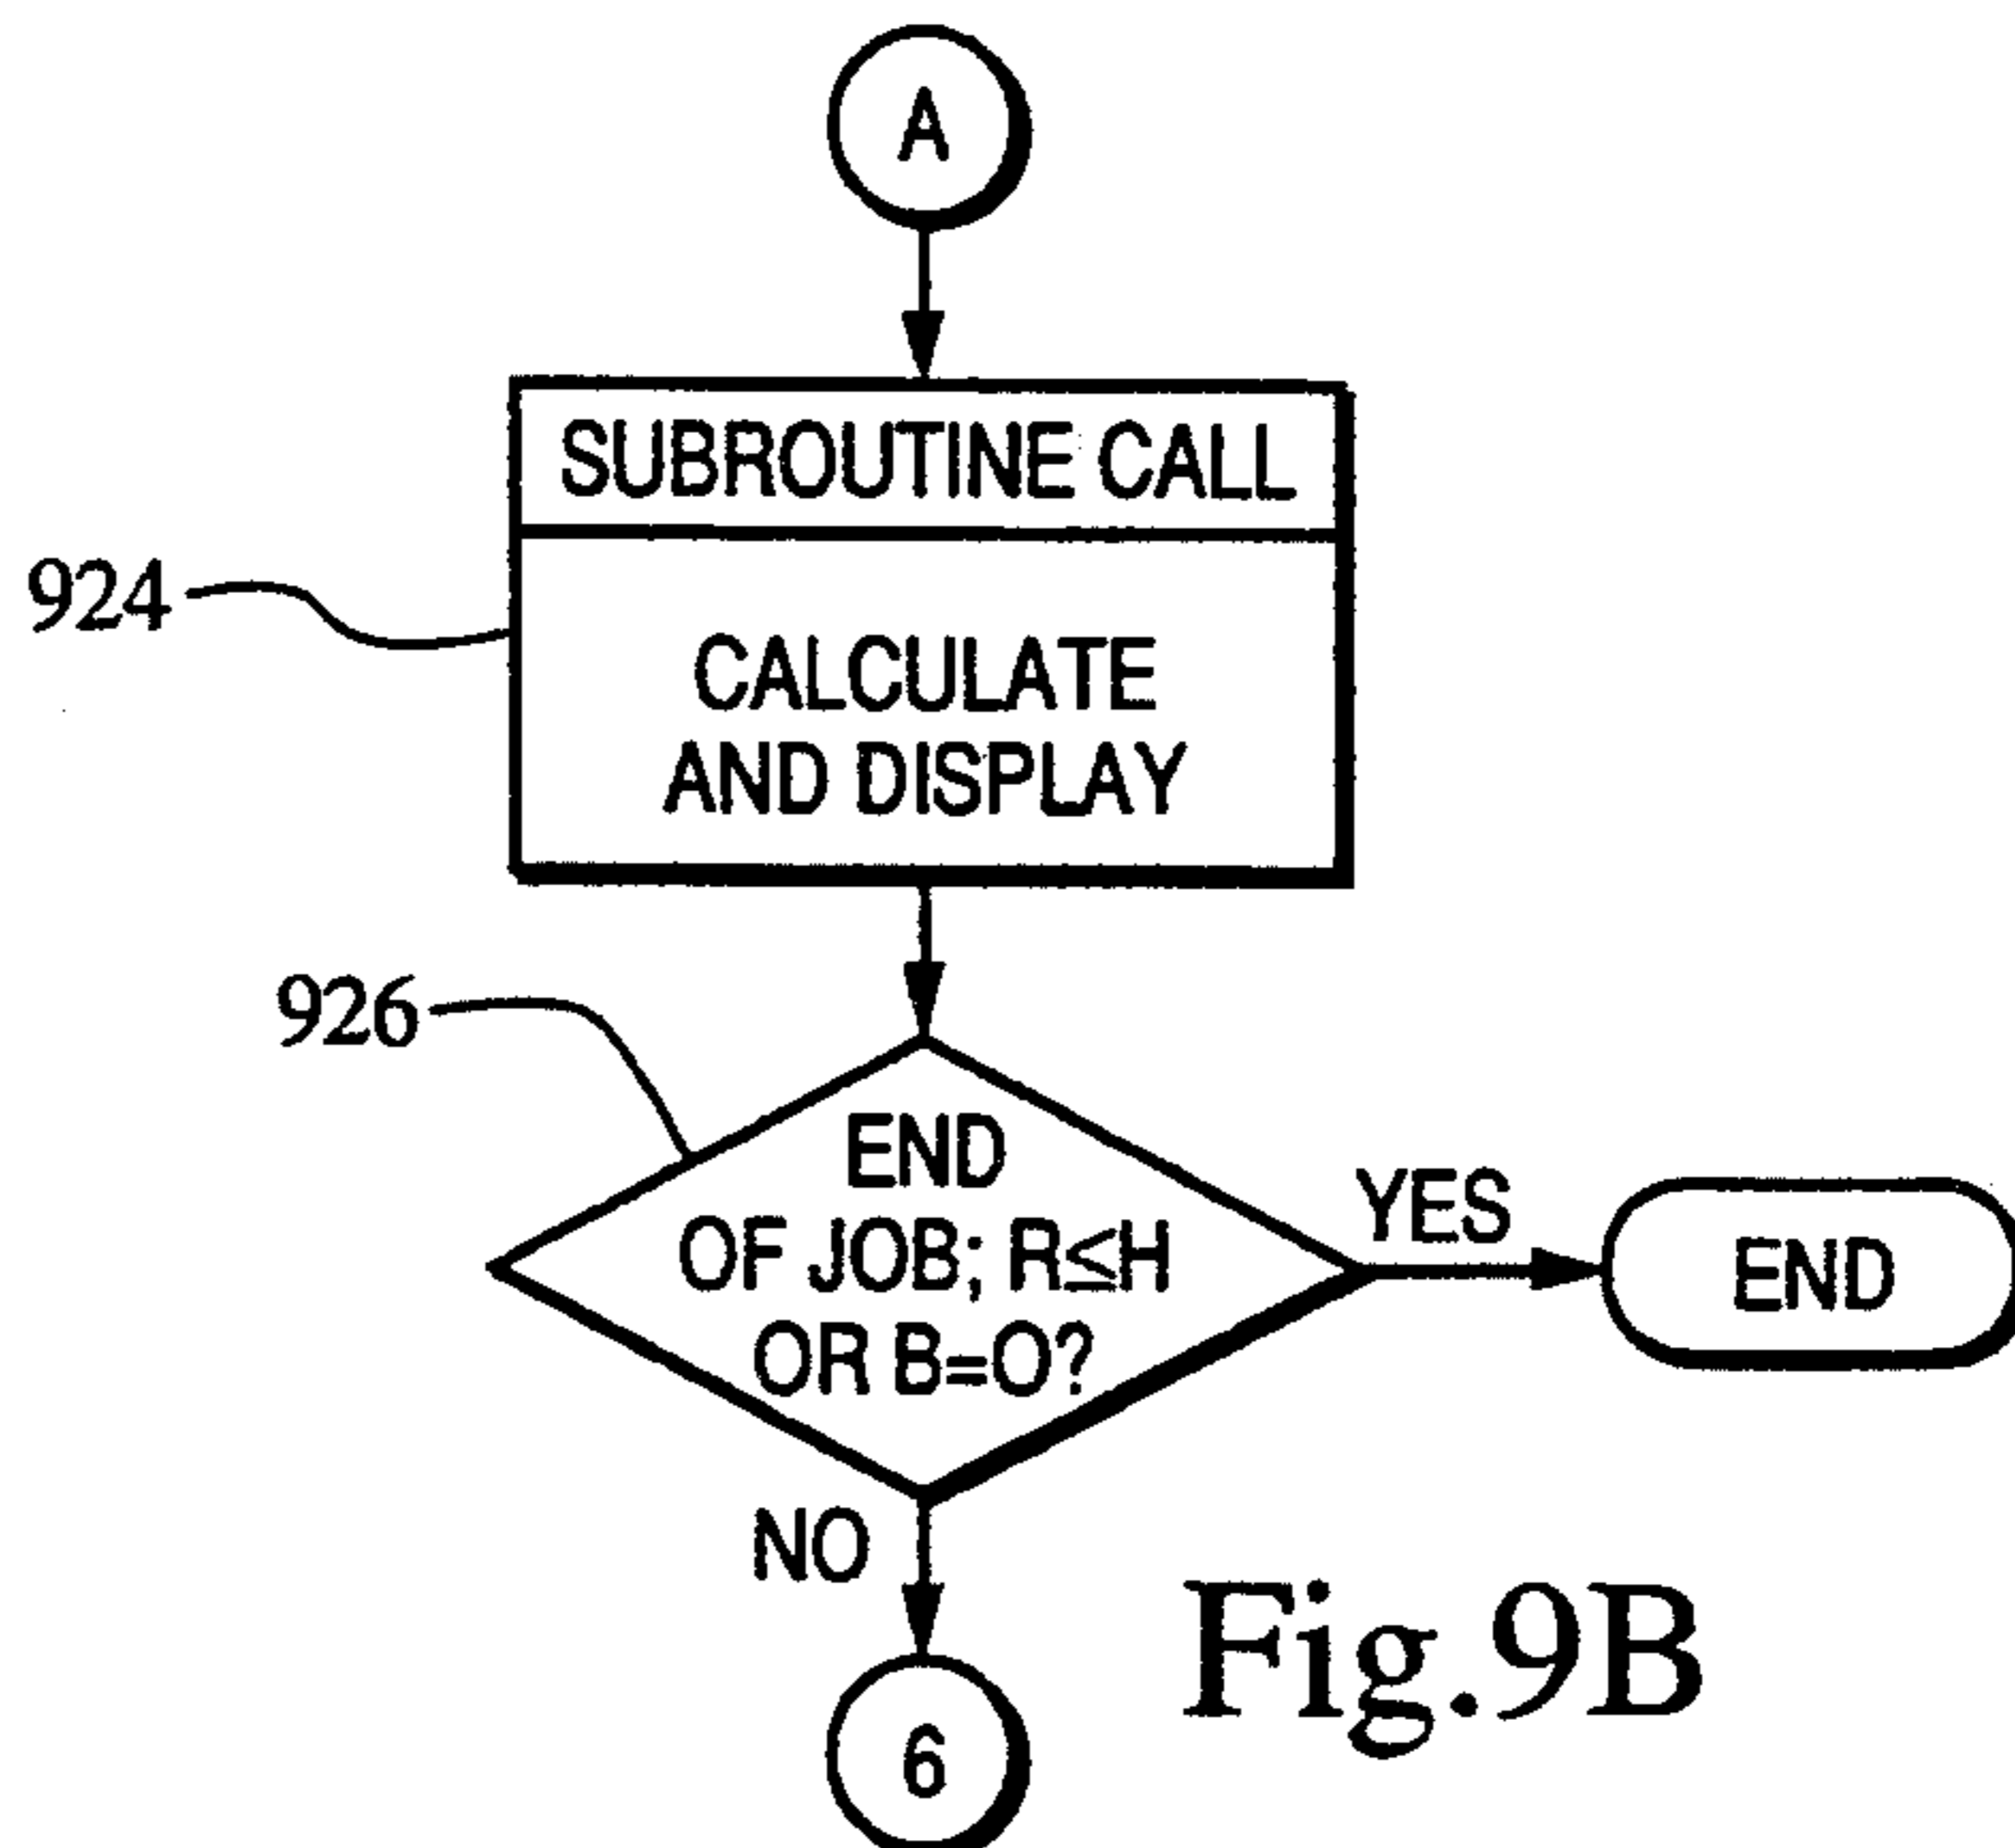 A
SUBROUTINE CALL
924
CALCULATE
AND DISPLAY
926
END
OF JOB; R≤H
OR B=O?
YES
END
NO
6
Fig.9B